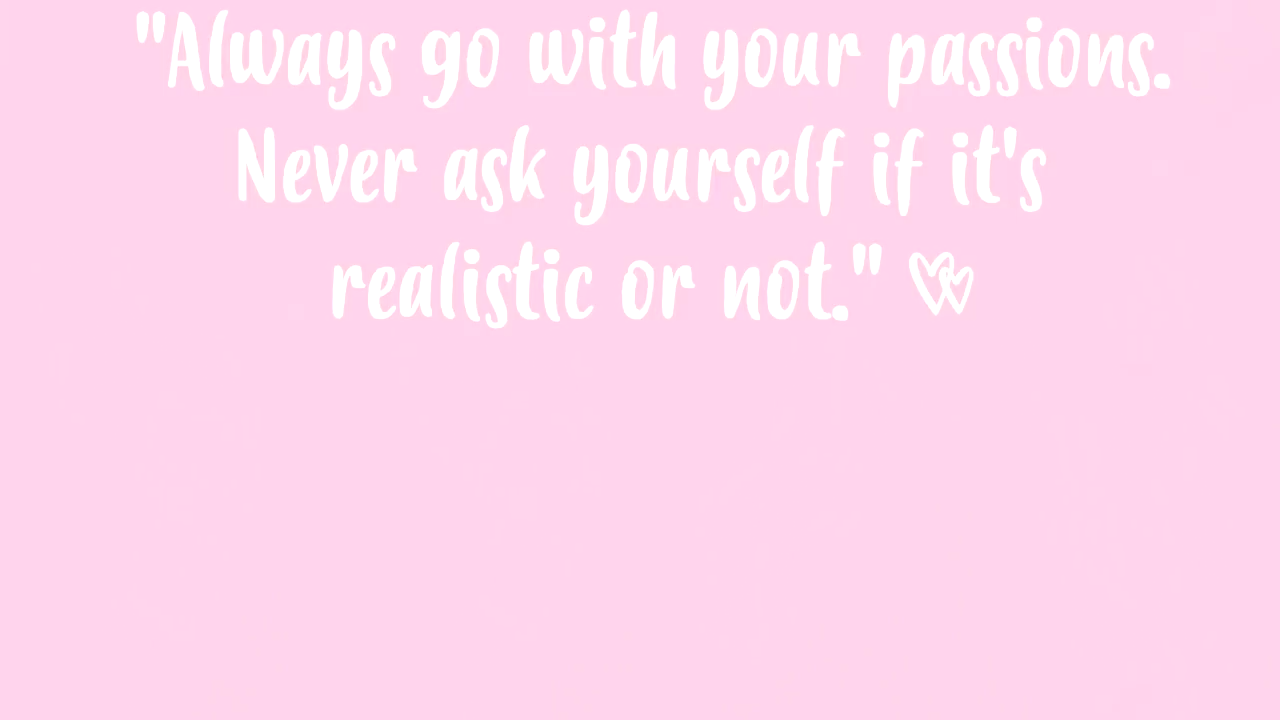 "Always go with your passions.
Never ask yourself if it's
realistic or not." 💕